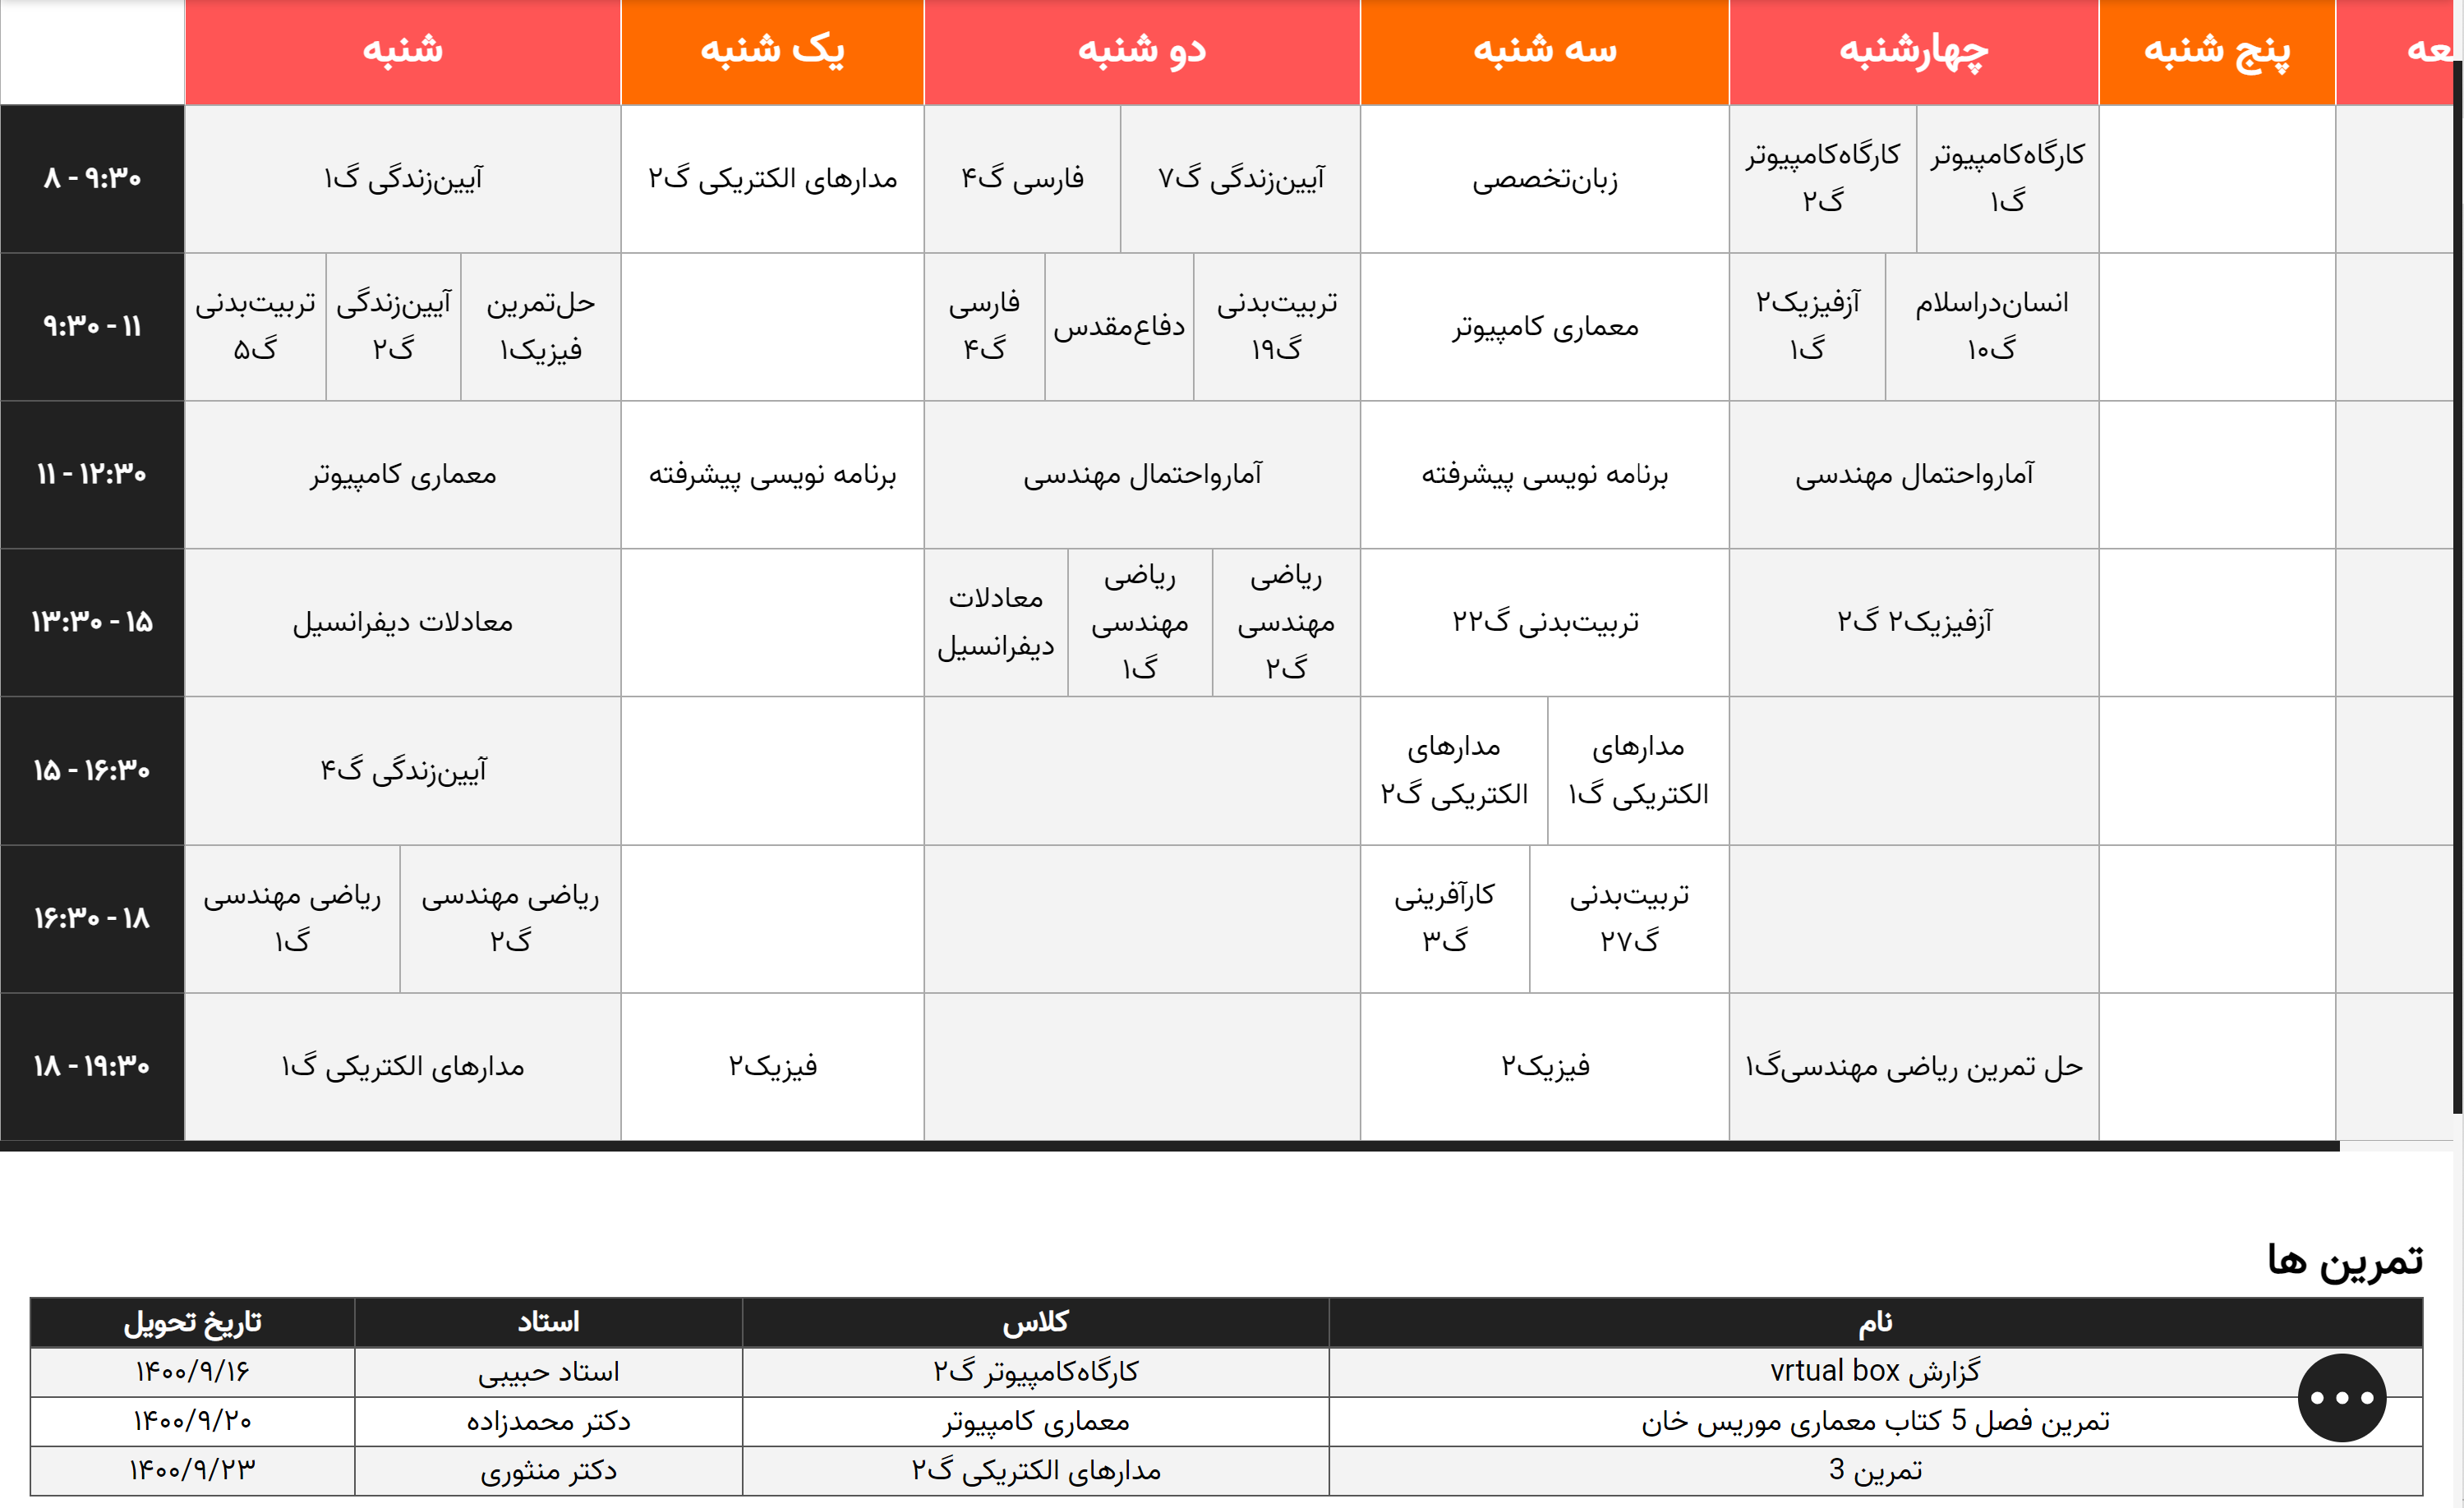 شنبه
یک شنبه
دو شنبه
سه شنبه
چهارشنبه
پنج شنبه
۸ - ۹:۳۰
آیین‌زندگی گ۱
مدارهای الکتریکی گ۲
فارسی گ۴
آیین‌زندگی گ۷
زبان‌تخصصی
کارگاه‌کامپیوتر
گ۲
کارگاه‌کامپیوتر
گ۱
۹:۳۰ - ۱۱
تربیت‌بدنی
گ۵
آیین‌زندگی
گ۲
حل‌تمرین
فیزیک۱
فارسی
گ۴
دفاع‌مقدس
تربیت‌بدنی
گ۱۹
معماری کامپیوتر
آزفیزیک۲
گ۱
انسان‌دراسلام
گ۱۰
۱۱ - ۱۲:۳۰
معماری کامپیوتر
برنامه نویسی پیشرفته
آمارواحتمال مهندسی
برنامه نویسی پیشرفته
آمارواحتمال مهندسی
۱۳:۳۰ - ۱۵
معادلات دیفرانسیل
معادلات
دیفرانسیل
ریاضی
مهندسی
گ۱
ریاضی
مهندسی
گ۲
تربیت‌بدنی گ۲۲
آزفیزیک۲ گ۲
۱۵ - ۱۶:۳۰
آیین‌زندگی گ۴
مدارهای
الکتریکی گ۲
مدارهای
الکتریکی گ۱
۱۶:۳۰ - ۱۸
ریاضی مهندسی
گ۱
ریاضی مهندسی
گ۲
کارآفرینی
گ۳
تربیت‌بدنی
گ۲۷
۱۸ - ۱۹:۳۰
مدارهای الکتریکی گ۱
فیزیک۲
فیزیک۲
حل تمرین ریاضی مهندسی‌گ۱
تمرین ها
نام کلاس استاد تاریخ تحویل
گزارش vrtual box کارگاه‌کامپیوتر گ۲ استاد حبیبی ۱۴۰۰/۹/۱۶
تمرین فصل 5 کتاب معماری موریس خان معماری کامپیوتر دکتر محمدزاده ۱۴۰۰/۹/۲۰
تمرین 3 مدارهای الکتریکی گ۲ دکتر منثوری ۱۴۰۰/۹/۲۳